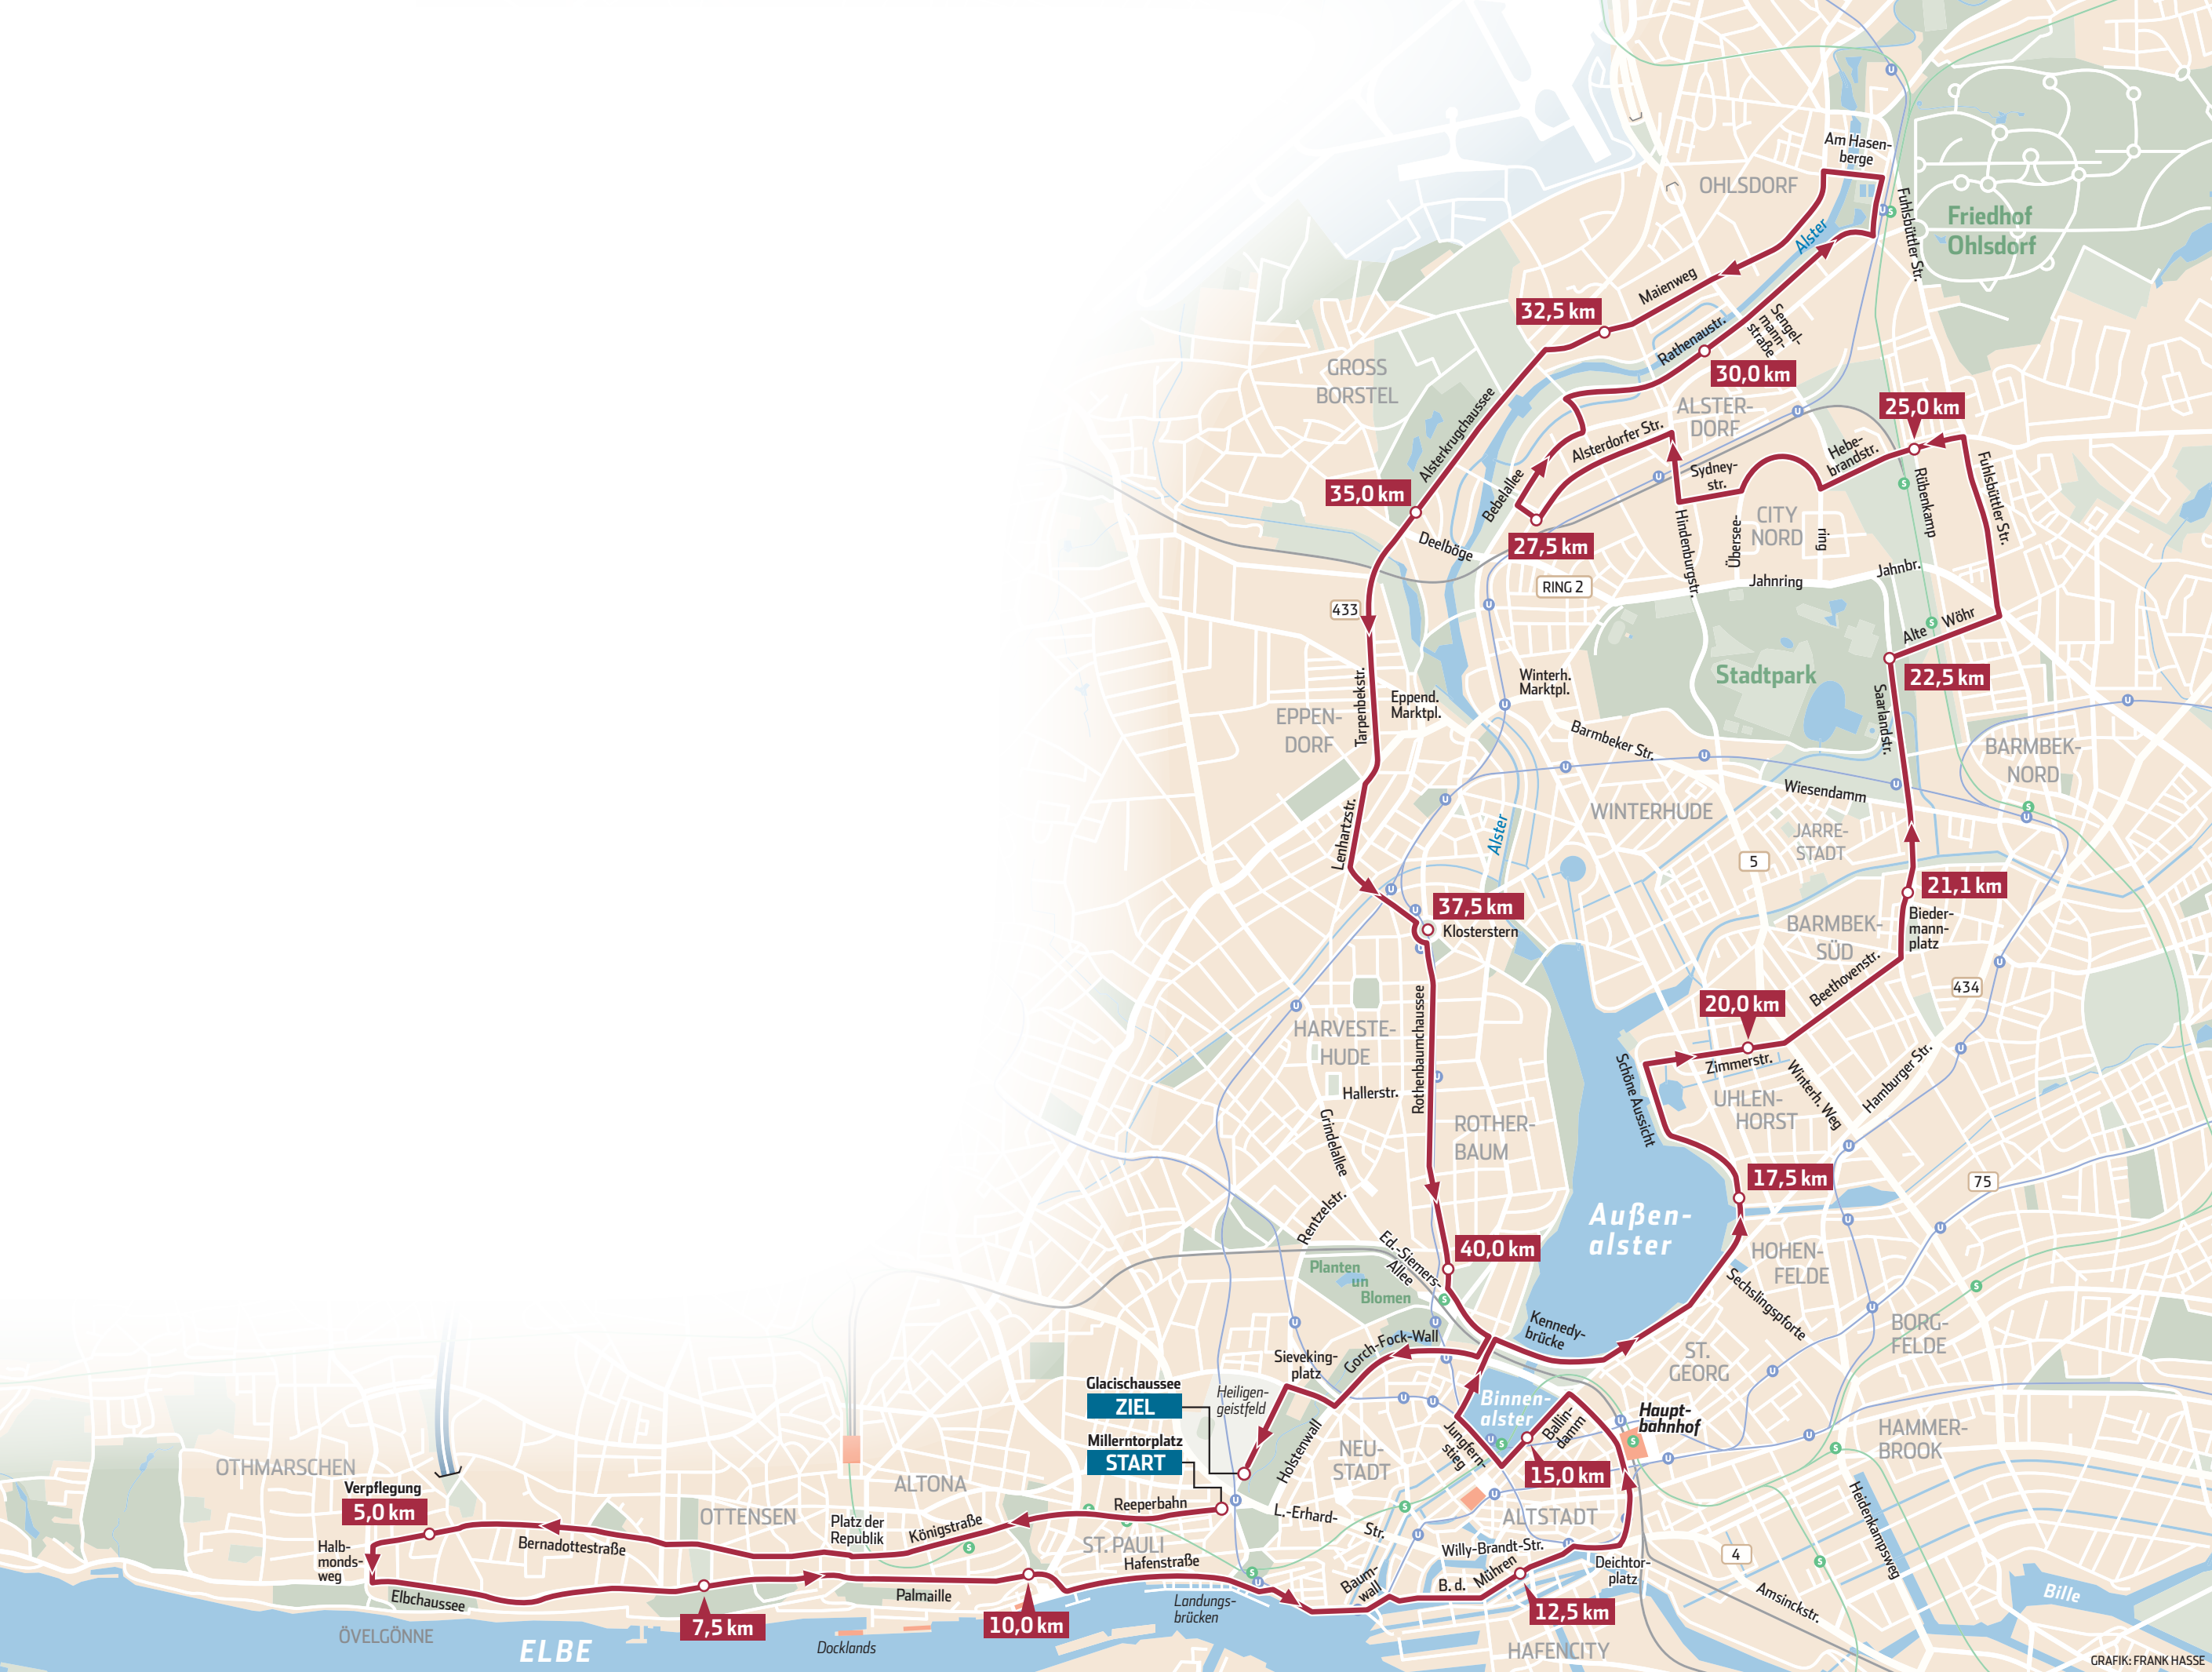 Am Hasen-
berge
OHLSDORF
Fuhlsbüttler Str.
Friedhof
Ohlsdorf
Alster
Maienweg
32,5 km
Sengel-
mann-
straße
Rathenaustr.
30,0 km
GROSS
BORSTEL
Alsterkrugchaussee
ALSTER-
DORF
25,0 km
Alsterdorfer Str.
Hebe-
brandstr.
Sydney-
str.
Fuhlsbüttler Str.
35,0 km
Bebelallee
Rübenkamp
27,5 km
Deelböge
Hindenburgstr.
Übersee-
ring
CITY
NORD
RING 2
Jahnring
Jahnbr.
433
Alte Wöhr
22,5 km
Stadtpark
Winterh.
Marktpl.
Eppend.
Marktpl.
Tarpenbekstr.
EPPEN-
DORF
Saarlandstr.
Barmbeker Str.
BARMBEK-
NORD
Wiesendamm
WINTERHUDE
JARRE-
STADT
Lenhartzstr.
Alster
5
21,1 km
37,5 km
Klosterstern
Bieder-
mann-
platz
BARMBEK-
SÜD
Beethovenstr.
434
20,0 km
HARVESTE-
HUDE
Rothenbaumchaussee
Zimmerstr.
Schöne Aussicht
Hamburger Str.
Winterh. Weg
UHLEN-
HORST
Hallerstr.
Grindelallee
ROTHER-
BAUM
17,5 km
75
Rentzelstr.
Außen-
alster
Ed.-Siemers-
Allee
40,0 km
HOHEN-
FELDE
Planten
un
Blomen
Sechslingspforte
Kennedy-
brücke
BORG-
FELDE
Gorch-Fock-Wall
Sieveking-
platz
ST.
GEORG
Glacischaussee
ZIEL
Heiligen-
geistfeld
Binnen-
alster
Ballin-
damm
Haupt-
bahnhof
Millerntorplatz
START
Holstenwall
NEU-
STADT
Jungfern-
stieg
HAMMER-
BROOK
15,0 km
OTHMARSCHEN
Verpflegung
5,0 km
ALTONA
OTTENSEN
Platz der
Republik
Königstraße
Reeperbahn
L.-Erhard-
Str.
ALTSTADT
Heidenkampsweg
Halb-
monds-
weg
Bernadottestraße
ST. PAULI
Hafenstraße
Willy-Brandt-Str.
4
Elbchaussee
Palmaille
Baum-
wall
B. d. Mühren
Deichtor-
platz
Landungs-
brücken
Amsinckstr.
Bille
7,5 km
10,0 km
12,5 km
ÖVELGÖNNE
ELBE
Docklands
HAFENCITY
GRAFIK: FRANK HASSE